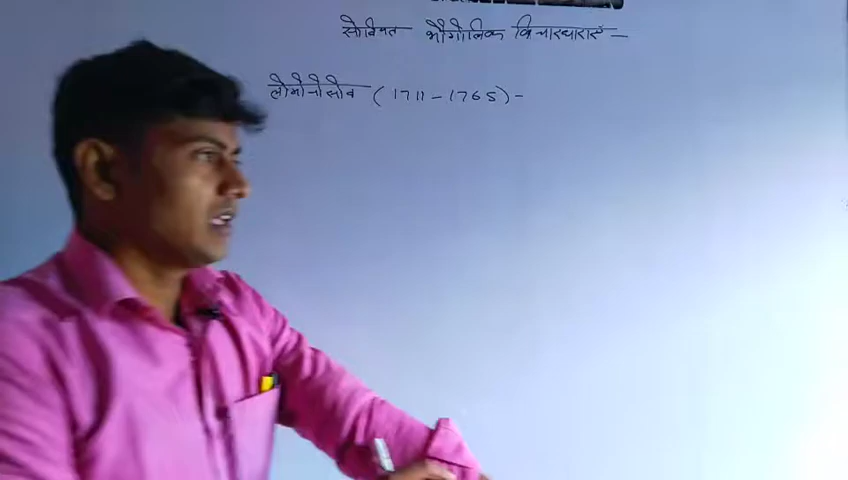 सोवियत भौगोलिक विचारधाराएँ —
लोमोनोसोव (1711 - 1765) -